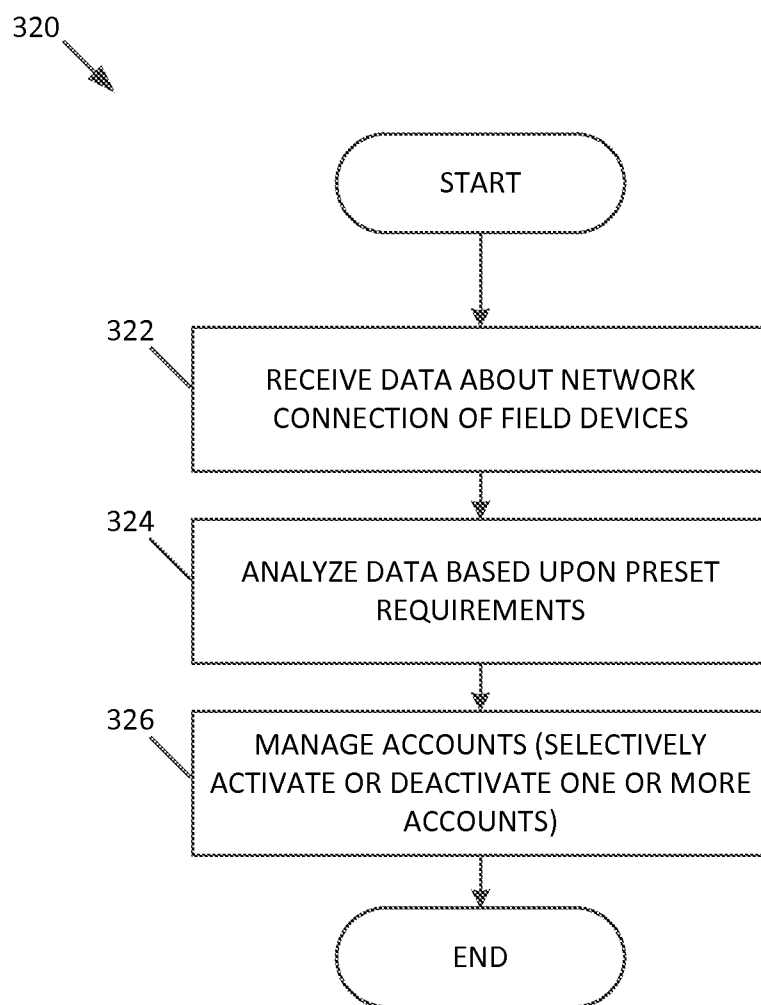 320
START
322
RECEIVE DATA ABOUT NETWORK
CONNECTION OF FIELD DEVICES
324
ANALYZE DATA BASED UPON PRESET
REQUIREMENTS
326
MANAGE ACCOUNTS (SELECTIVELY
ACTIVATE OR DEACTIVATE ONE OR MORE
ACCOUNTS)
END